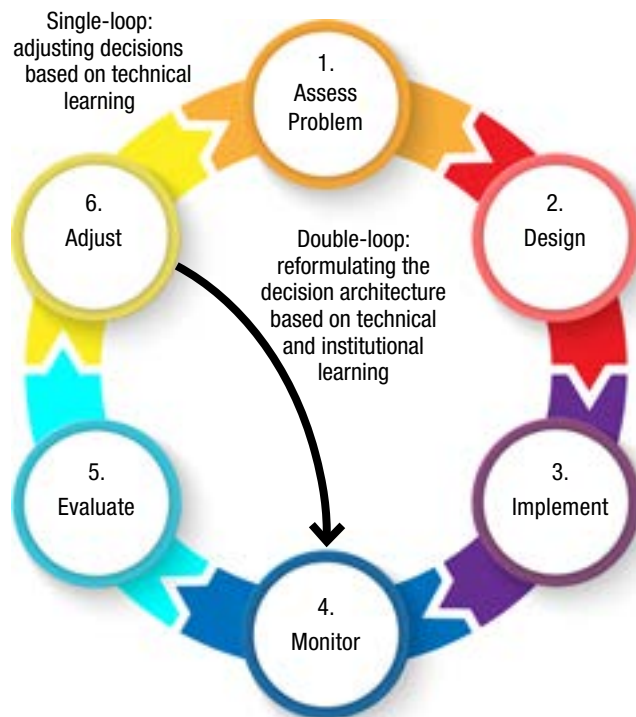 Single-loop:
adjusting decisions
based on technical
learning
1.
Assess
Problem
2.
Design
3.
Implement
4.
Monitor
5.
Evaluate
6.
Adjust
Double-loop:
reformulating the
decision architecture
based on technical
and institutional
learning